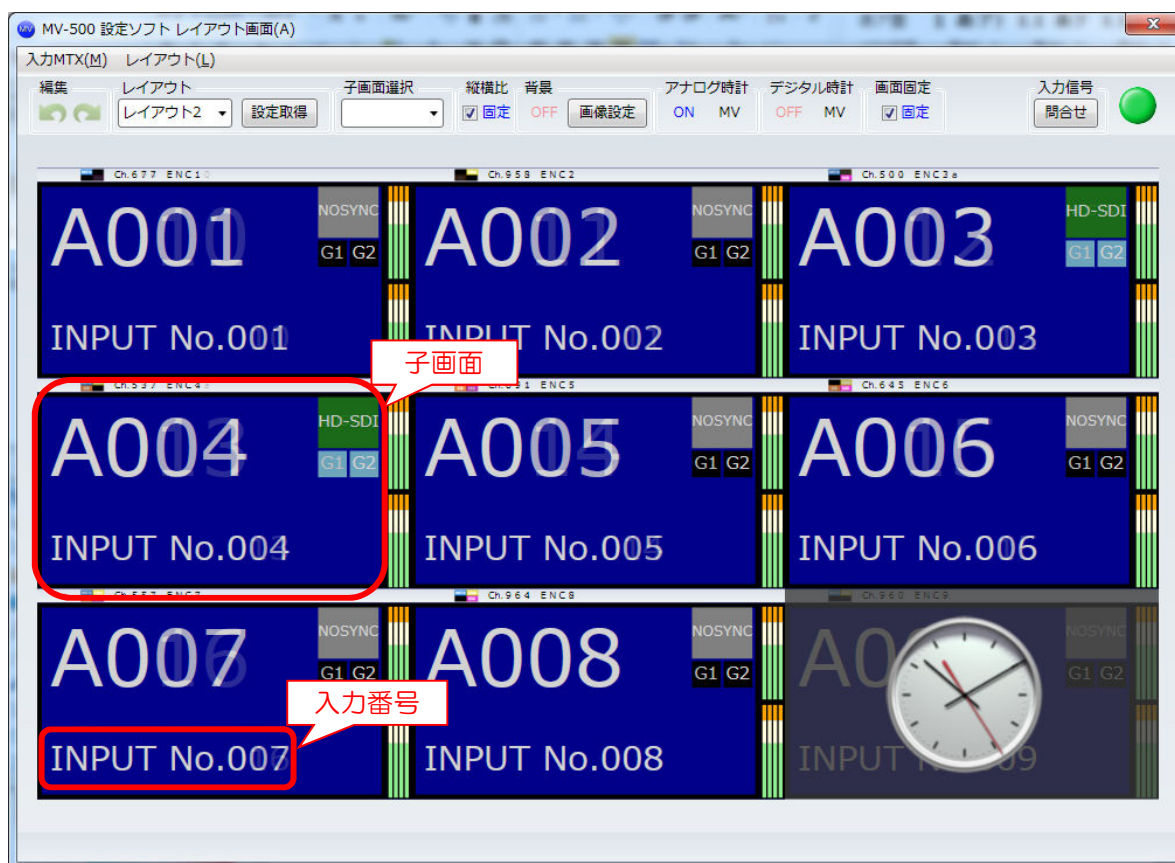 MV-500 設定ソフト レイアウト画面(A)
入力MTX(M) レイアウト(L)
編集 レイアウト 子画面選択 縦横比 背景 アナログ時計 デジタル時計 画面固定 入力信号
レイアウト2 設定取得 固定 OFF 画像設定 ON MV OFF MV 固定 問合せ
Ch.677 ENC1 Ch.958 ENC2 Ch.500 ENC3a
A001 NOSYNC A002 NOSYNC A003 HD-SDI
G1 G2 G1 G2 G1 G2
INPUT No.001 INPUT No.002 INPUT No.003
子画面
Ch.537 ENC4 ENC5 Ch.645 ENC6
A004 HD-SDI A005 NOSYNC A006 NOSYNC
G1 G2 G1 G2 G1 G2
INPUT No.004 INPUT No.005 INPUT No.006
Ch.557 ENC7 Ch.964 ENC8 Ch.960 ENC9
A007 NOSYNC A008 NOSYNC NOSYNC
G1 G2 G1 G2 G1 G2
入力番号
INPUT No.007 INPUT No.008